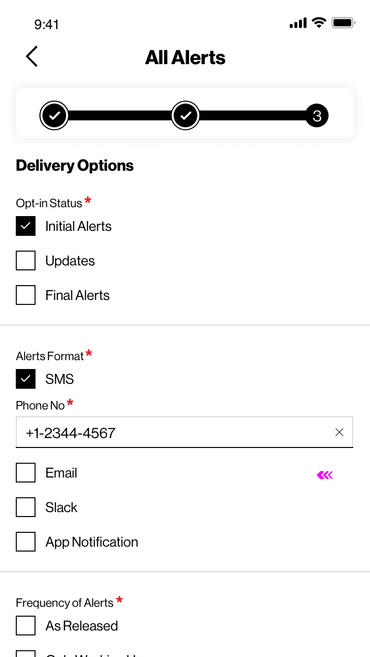 9:41
All Alerts
3
Delivery Options
Opt-in Status*
Initial Alerts
Updates
Final Alerts
Alerts Format*
SMS
Phone No*
+1-2344-4567
Email
Slack
App Notification
Frequency of Alerts*
As Released